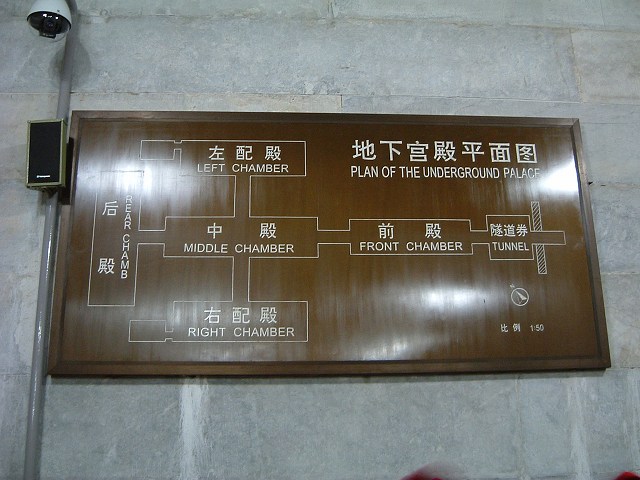 地下宫殿平面图
PLAN OF THE UNDERGROUND PALACE
左配殿
LEFT CHAMBER
后殿
REAR CHAMB
中殿
MIDDLE CHAMBER
前殿
FRONT CHAMBER
隧道券
TUNNEL
右配殿
RIGHT CHAMBER
比例 1:50